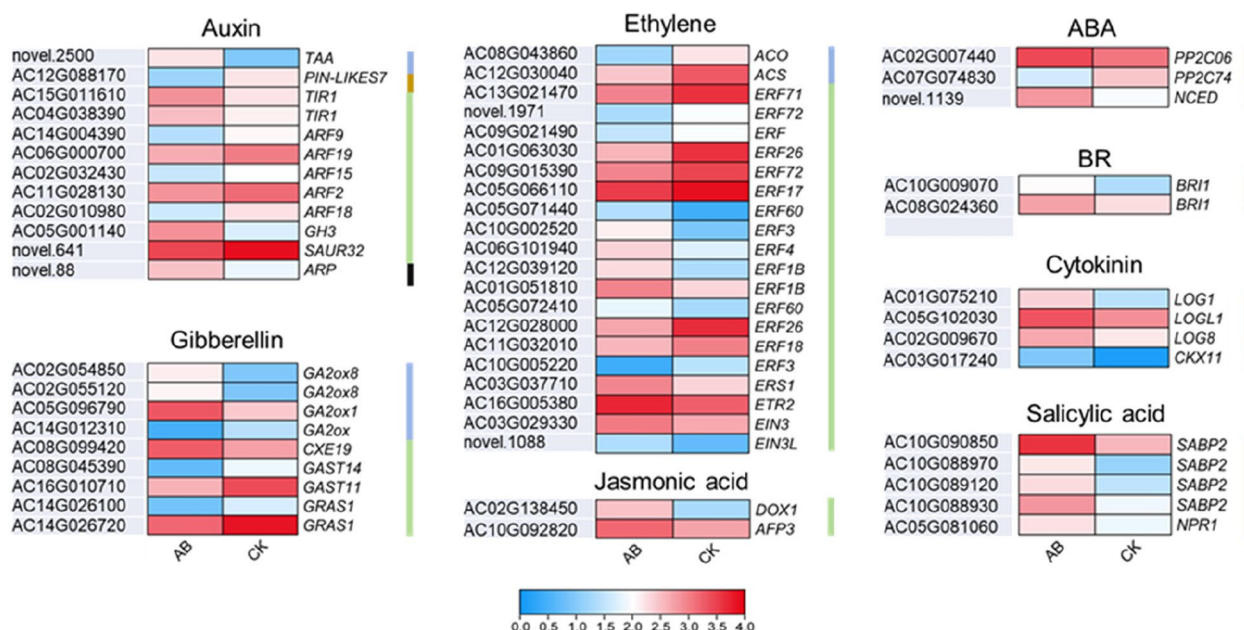 Auxin
novel.2500 TAA
AC12G088170 PIN-LIKES7
AC15G011610 TIR1
AC04G038390 TIR1
AC14G004390 ARF9
AC06G000700 ARF19
AC02G032430 ARF15
AC11G028130 ARF2
AC02G010980 ARF18
AC05G001140 GH3
novel.641 SAUR32
novel.88 ARP
Gibberellin
AC02G054850 GA2ox8
AC02G055120 GA2ox8
AC05G096790 GA2ox1
AC14G012310 GA2ox
AC08G099420 CXE19
AC08G045390 GAST14
AC16G010710 GAST11
AC14G026100 GRAS1
AC14G026720 GRAS1
AB CK
Ethylene
AC08G043860 ACO
AC12G030040 ACS
AC13G021470 ERF71
novel.1971 ERF72
AC09G021490 ERF
AC01G063030 ERF26
AC09G015390 ERF72
AC05G066110 ERF17
AC05G071440 ERF60
AC10G002520 ERF3
AC06G101940 ERF4
AC12G039120 ERF1B
AC01G051810 ERF1B
AC05G072410 ERF60
AC12G028000 ERF26
AC11G032010 ERF18
AC10G005220 ERF3
AC03G037710 ERS1
AC16G005380 ETR2
AC03G029330 EIN3
novel.1088 EIN3L
Jasmonic acid
AC02G138450 DOX1
AC10G092820 AFP3
AB CK
ABA
AC02G007440 PP2C06
AC07G074830 PP2C74
novel.1139 NCED
BR
AC10G009070 BRI1
AC08G024360 BRI1
Cytokinin
AC01G075210 LOG1
AC05G102030 LOGL1
AC02G009670 LOG8
AC03G017240 CKX11
Salicylic acid
AC10G090850 SABP2
AC10G088970 SABP2
AC10G089120 SABP2
AC10G088930 SABP2
AC05G081060 NPR1
AB CK
0.0 0.5 1.0 1.5 2.0 2.5 3.0 3.5 4.0